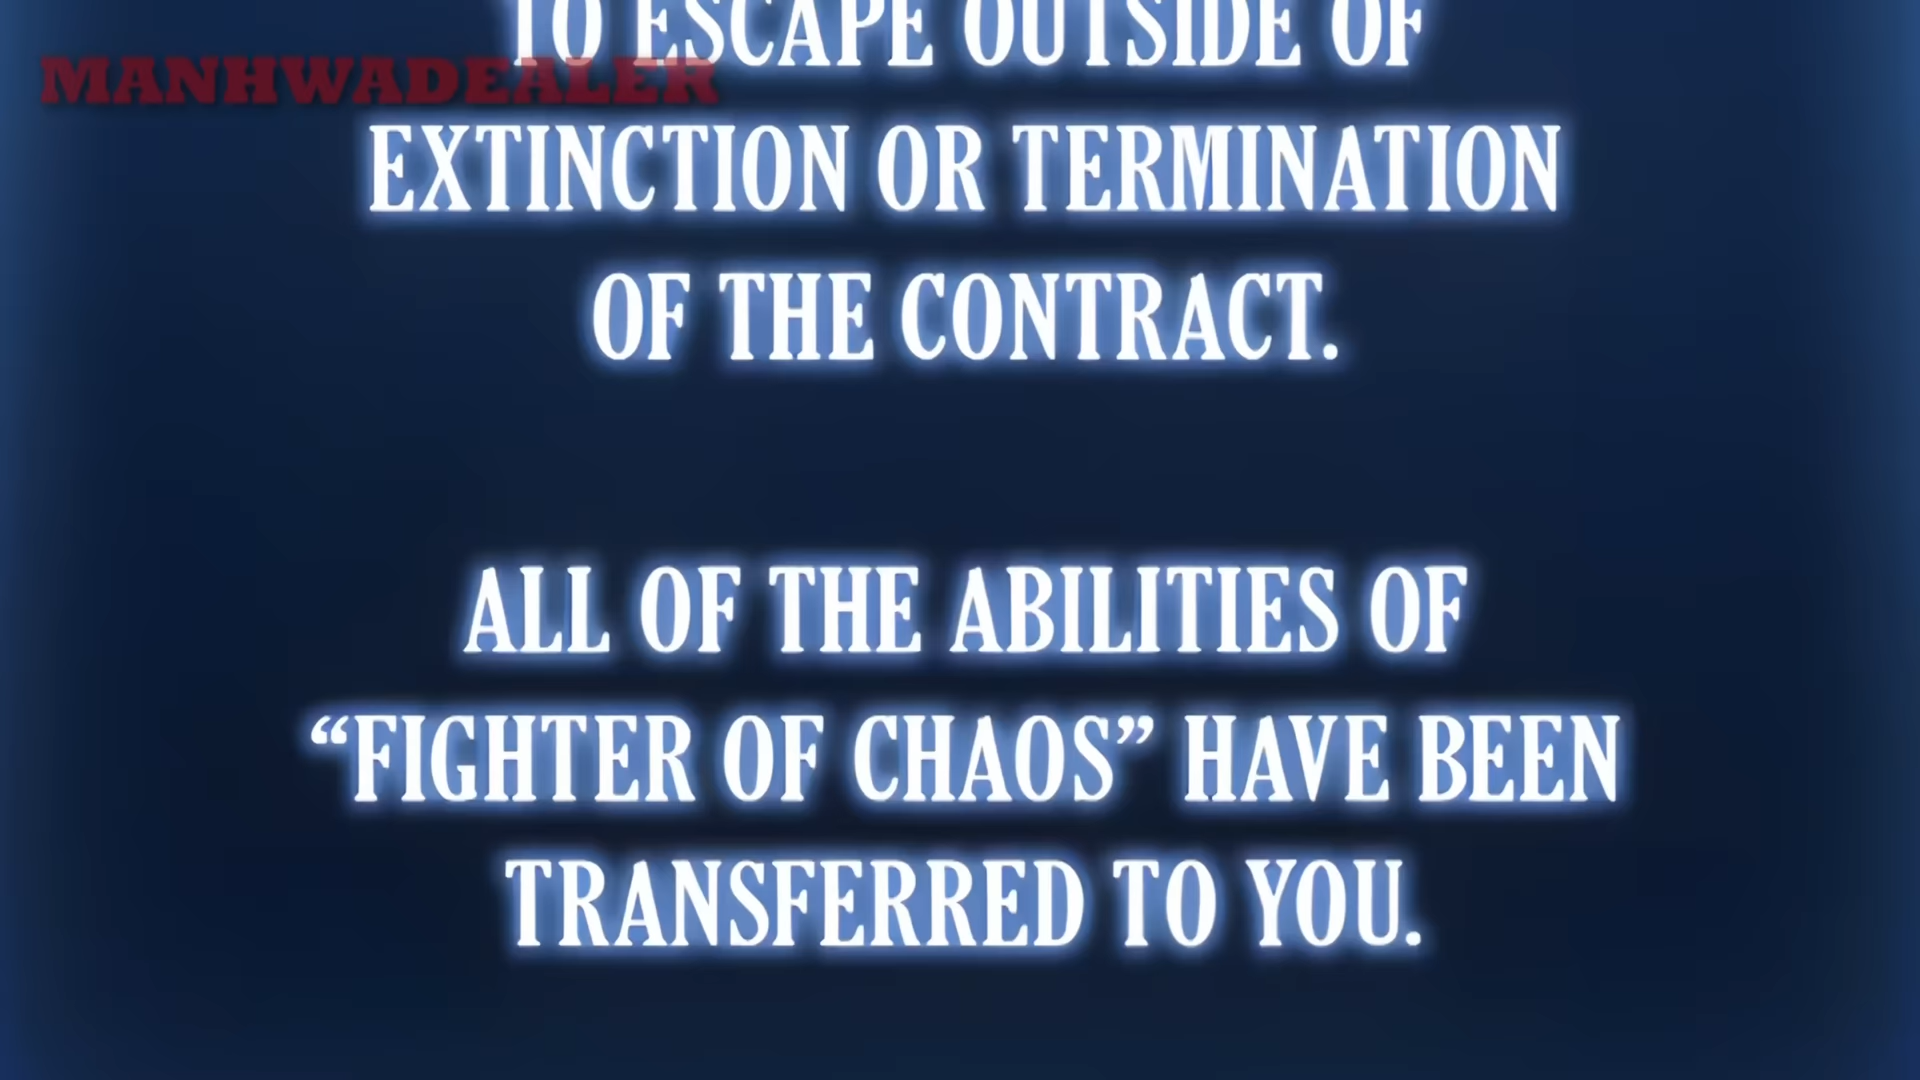 TO ESCAPE OUTSIDE OF
MANHWADEALER
EXTINCTION OR TERMINATION
OF THE CONTRACT.
ALL OF THE ABILITIES OF
“FIGHTER OF CHAOS” HAVE BEEN
TRANSFERRED TO YOU.